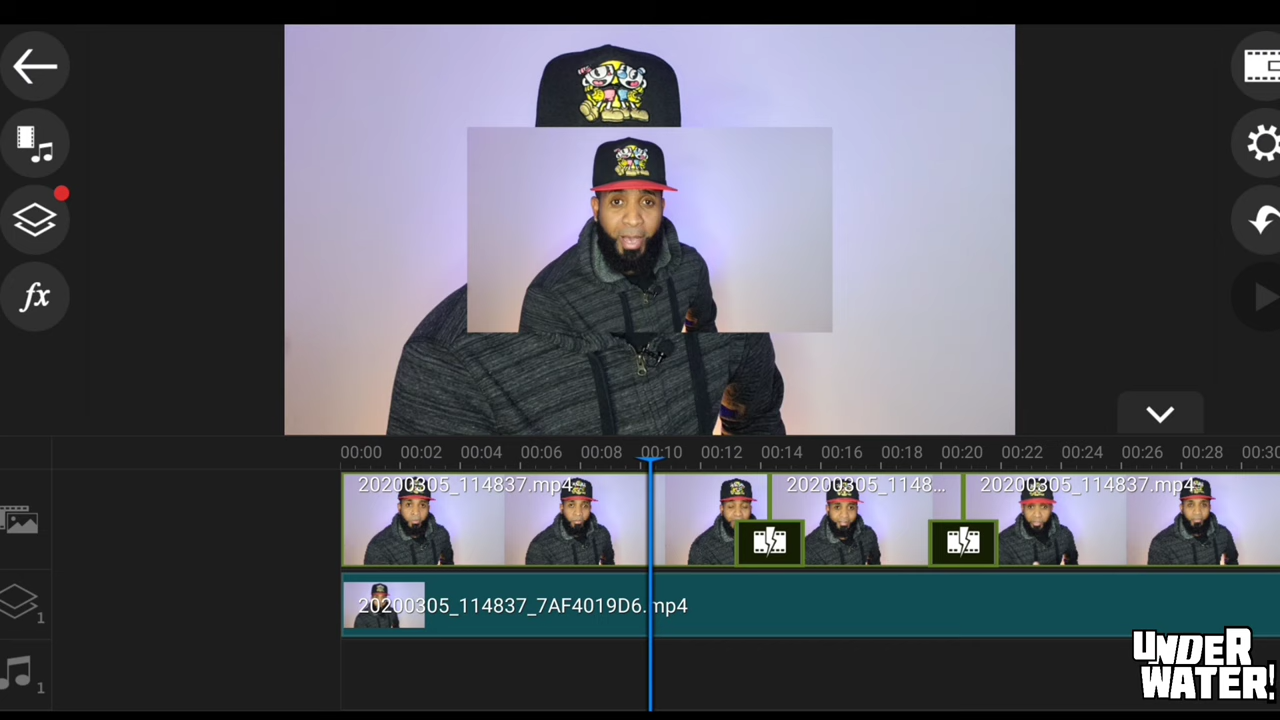 fx
00:00 00:02 00:04 00:06 00:08 00:10 00:12 00:14 00:16 00:18 00:20 00:22 00:24 00:26 00:28 00:30
20200305_114837.mp4 20200305_1148... 20200305_114837.mp4
20200305_114837_7AF4019D6.mp4
1
1
UNDER
WATER!